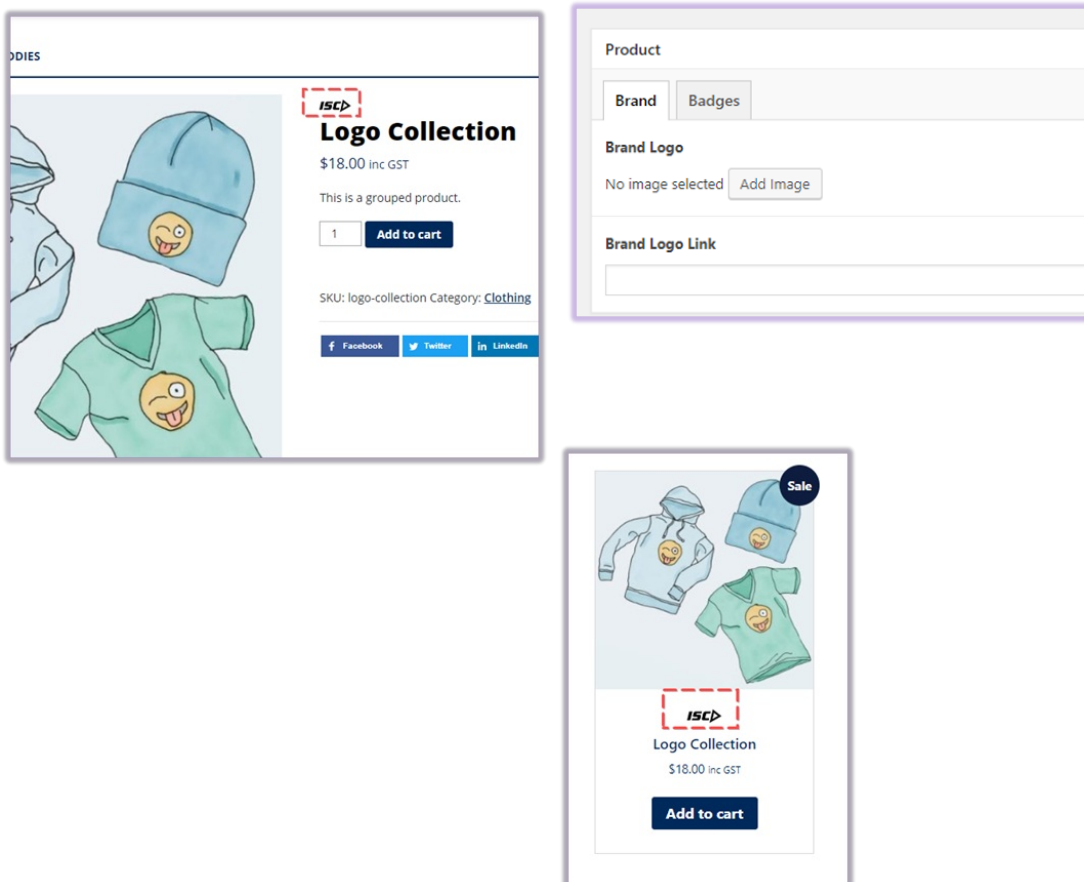 ODIES
ISC
Logo Collection
$18.00 inc GST
This is a grouped product.
1 Add to cart
SKU: logo-collection Category: Clothing
Facebook Twitter in LinkedIn
Product
Brand Badges
Brand Logo
No image selected Add Image
Brand Logo Link
Sale
ISC
Logo Collection
$18.00 inc GST
Add to cart